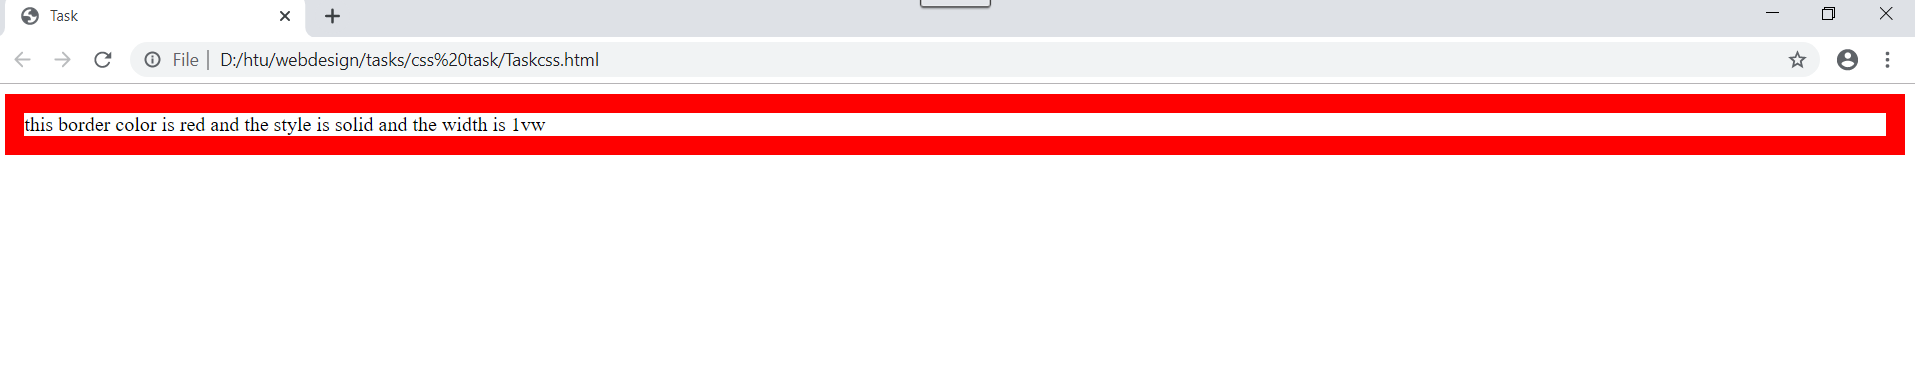 Task
File | D:/htu/webdesign/tasks/css%20task/Taskcss.html
this border color is red and the style is solid and the width is 1vw